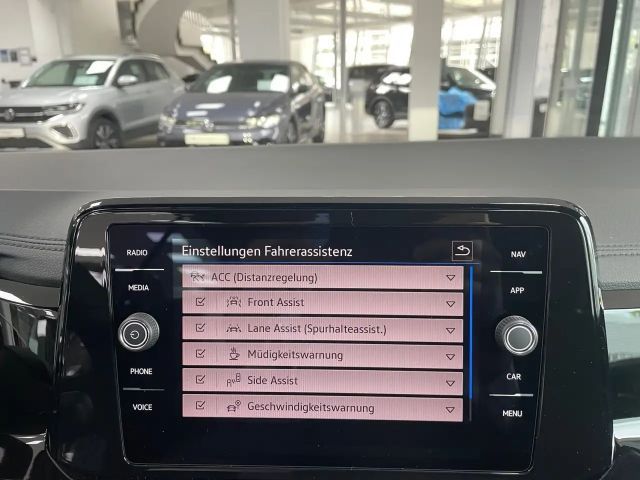 Einstellungen Fahrerassistenz
RADIO
MEDIA
PHONE
VOICE
ACC (Distanzregelung)
Front Assist
Lane Assist (Spurhalteassist.)
Müdigkeitswarnung
Side Assist
Geschwindigkeitswarnung
NAV
APP
CAR
MENU